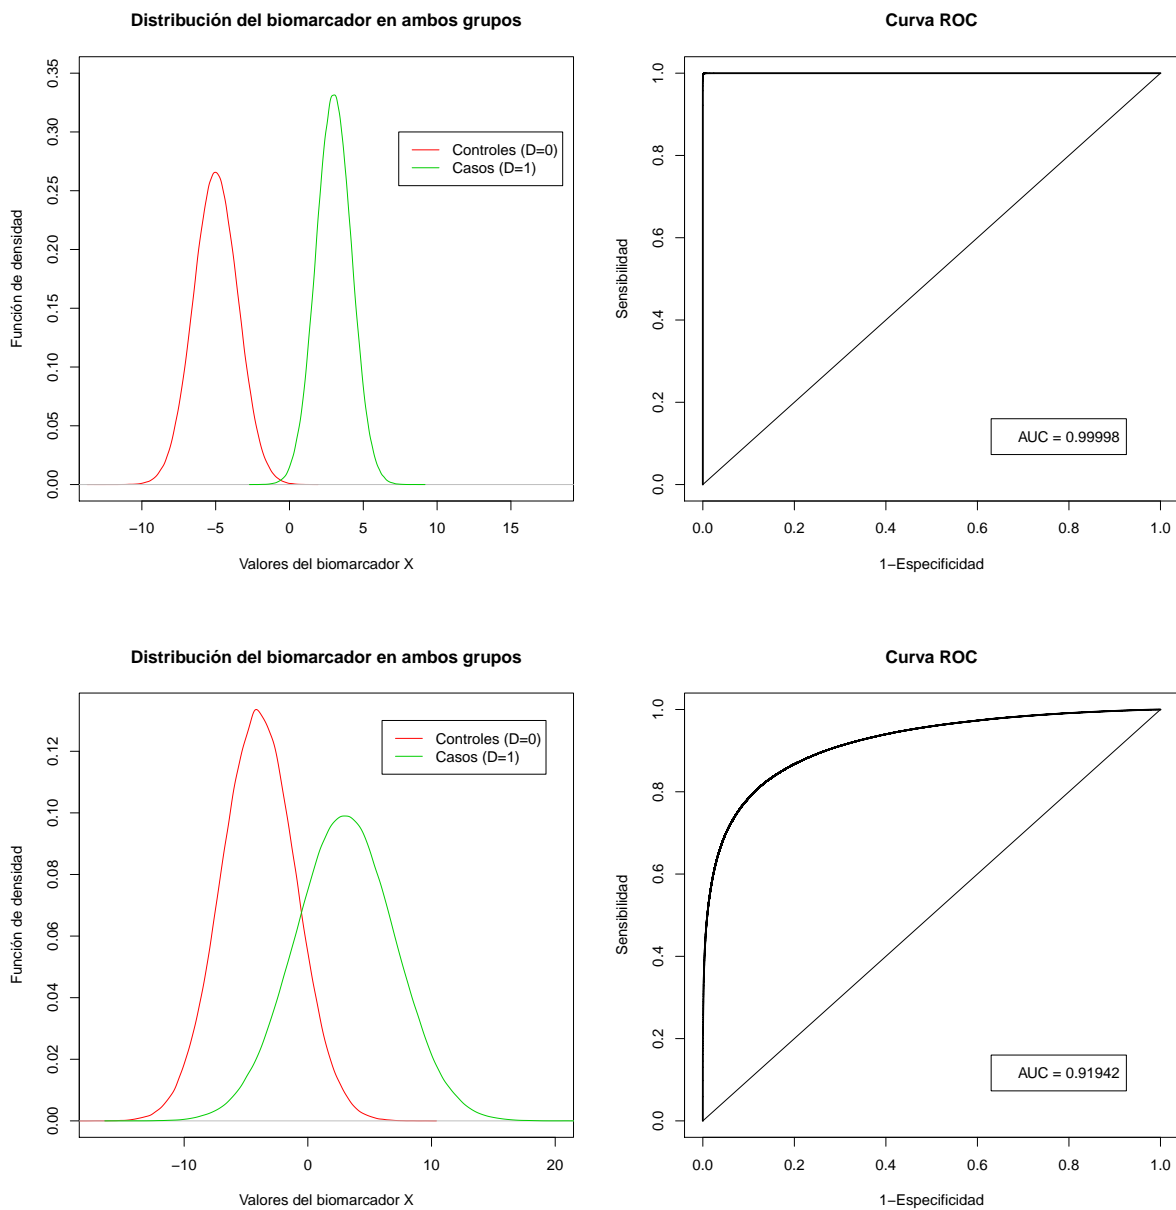 Distribución del biomarcador en ambos grupos
Función de densidad
0.35
0.30
0.25
0.20
0.15
0.10
0.05
0.00
Controles (D=0)
Casos (D=1)
−10 −5 0 5 10 15
Valores del biomarcador X
Curva ROC
Sensibilidad
1.0
0.8
0.6
0.4
0.2
0.0
AUC = 0.99998
0.0 0.2 0.4 0.6 0.8 1.0
1−Especificidad
Distribución del biomarcador en ambos grupos
Función de densidad
0.12
0.10
0.08
0.06
0.04
0.02
0.00
Controles (D=0)
Casos (D=1)
−10 0 10 20
Valores del biomarcador X
Curva ROC
Sensibilidad
1.0
0.8
0.6
0.4
0.2
0.0
AUC = 0.91942
0.0 0.2 0.4 0.6 0.8 1.0
1−Especificidad